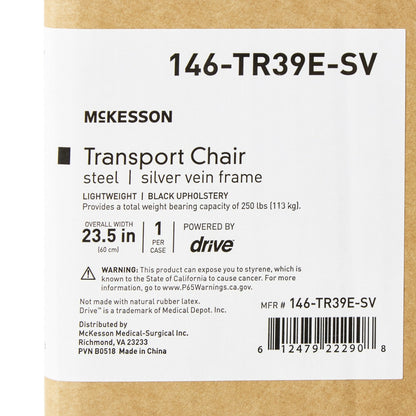 146-TR39E-SV
McKESSON
Transport Chair
steel | silver vein frame
LIGHTWEIGHT | BLACK UPHOLSTERY
Provides a total weight bearing capacity of 250 lbs (113 kg).
OVERALL WIDTH
23.5 in
(60 cm)
1
PER
CASE
POWERED BY
drive™
WARNING: This product can expose you to styrene, which is
known to the State of California to cause cancer. For more
information, go to www.P65Warnings.ca.gov.
Not made with natural rubber latex.
Drive™ is a trademark of Medical Depot, Inc.
MFR # 146-TR39E-SV
Distributed by
McKesson Medical-Surgical Inc.
Richmond, VA 23233
PVN B0518 Made in China
6 12479 22290 8